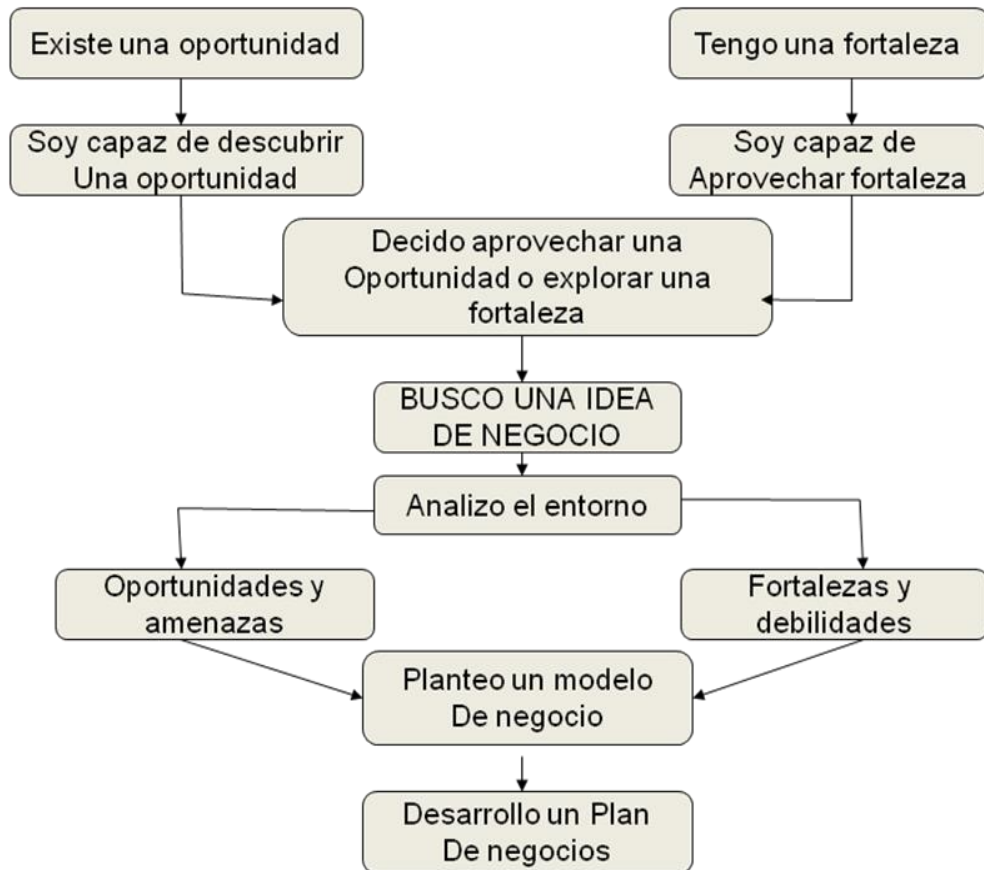 Existe una oportunidad
Tengo una fortaleza
Soy capaz de descubrir
Una oportunidad
Soy capaz de
Aprovechar fortaleza
Decido aprovechar una
Oportunidad o explorar una
fortaleza
BUSCO UNA IDEA
DE NEGOCIO
Analizo el entorno
Oportunidades y
amenazas
Fortalezas y
debilidades
Planteo un modelo
De negocio
Desarrollo un Plan
De negocios